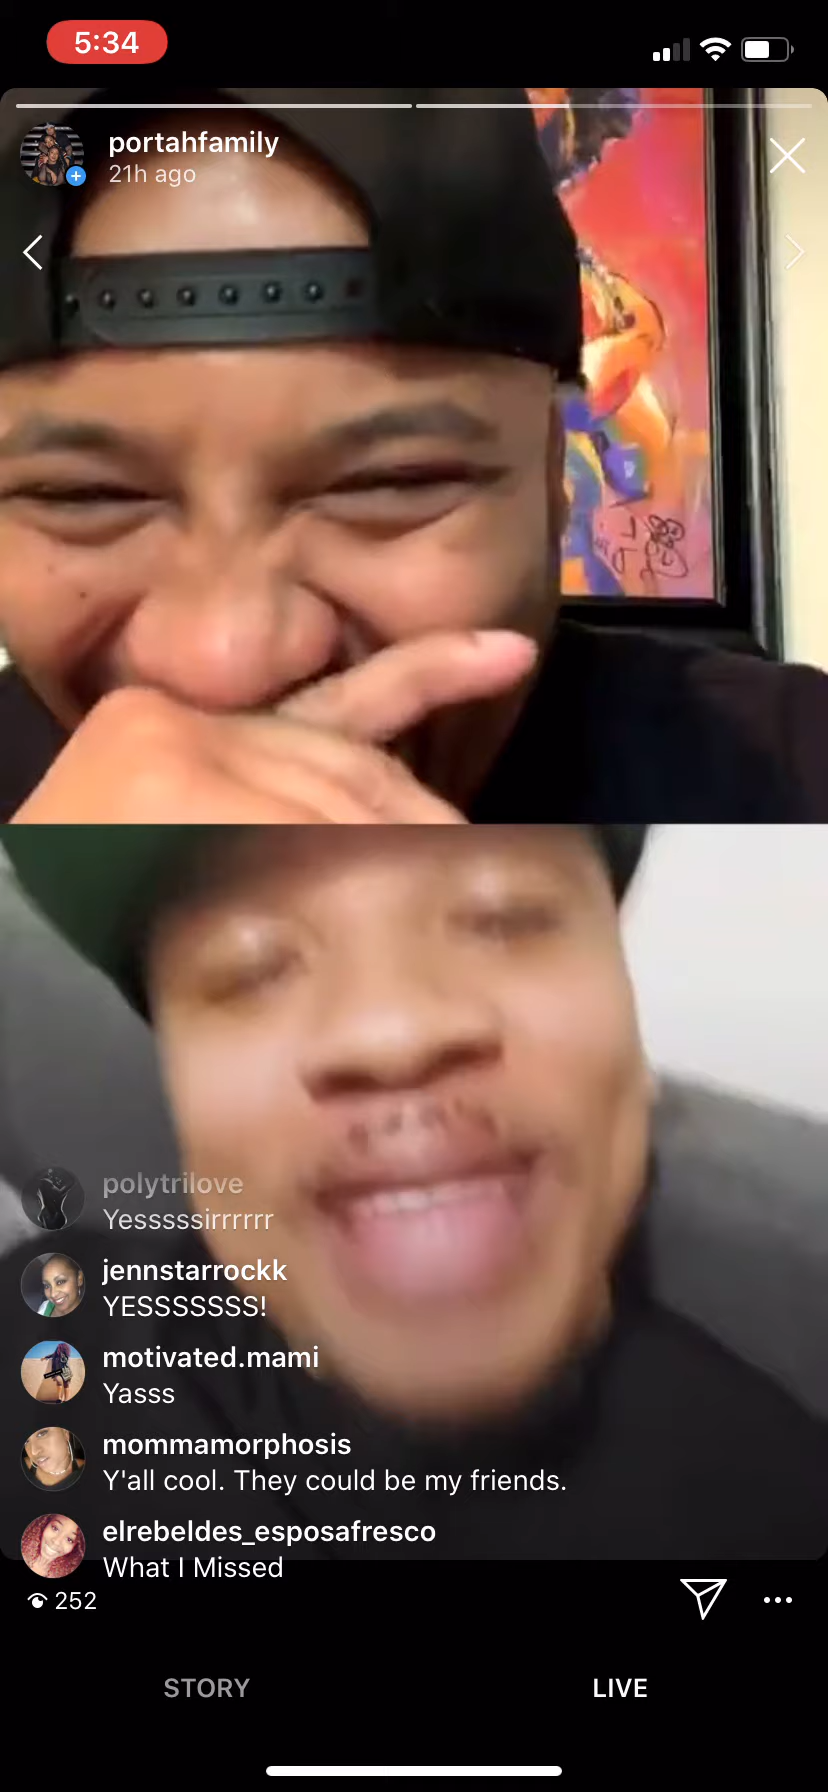 5:34
portahfamily
21h ago
polytrilove
Yesssssirrrrrr
jennstarrockk
YESSSSSSS!
motivated.mami
Yasss
mommamorphosis
Y'all cool. They could be my friends.
elrebeldes_esposafresco
What I Missed
252
STORY
LIVE